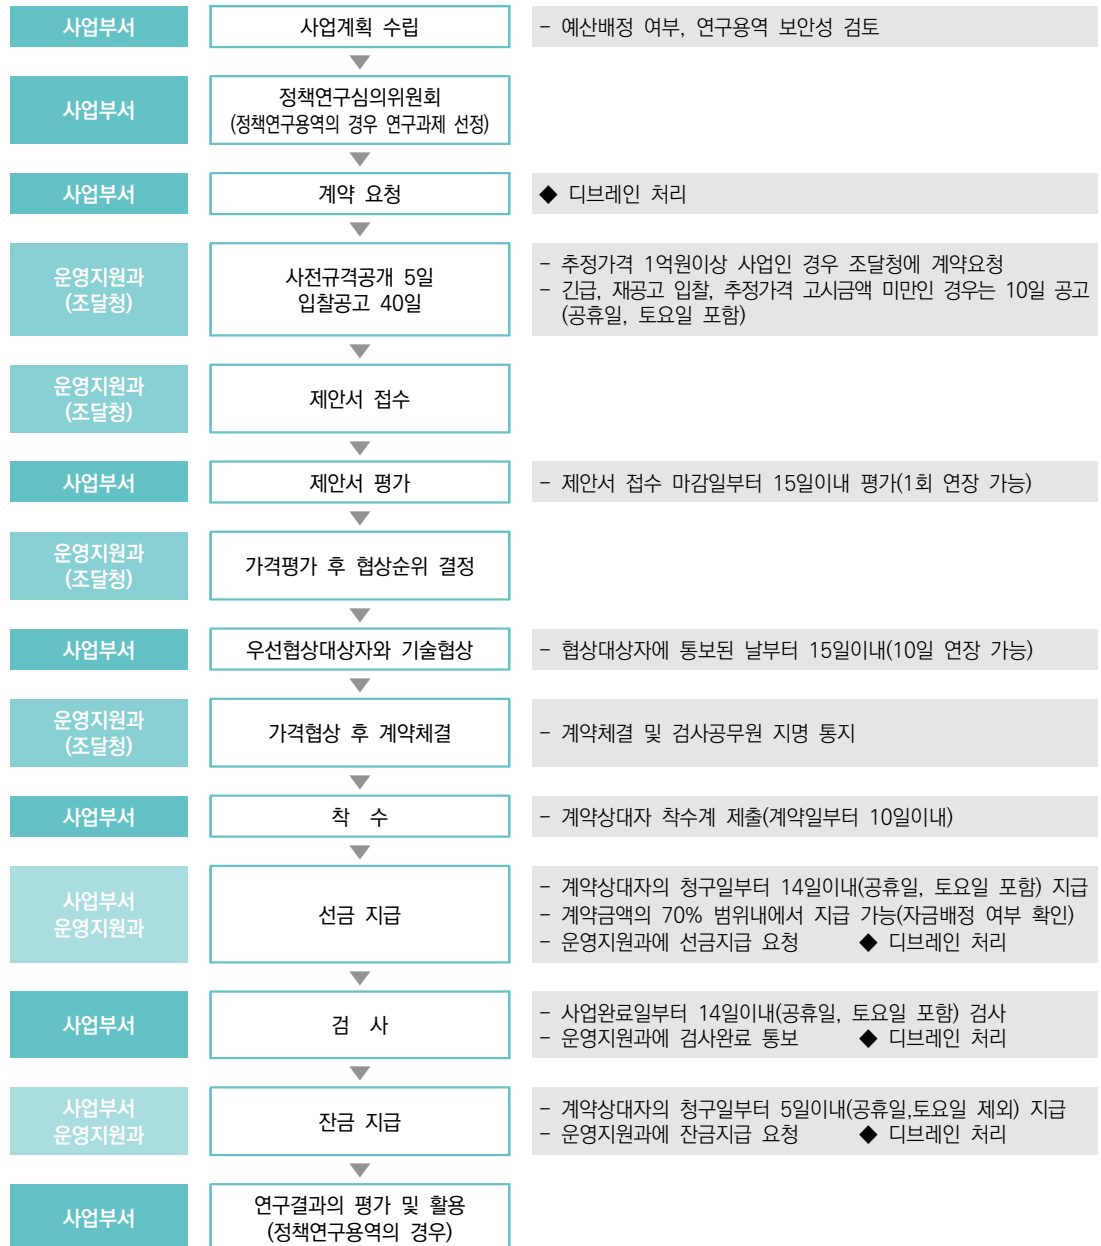 사업부서
사업계획 수립
- 예산배정 여부, 연구용역 보안성 검토
사업부서
정책연구심의위원회
(정책연구용역의 경우 연구과제 선정)
사업부서
계약 요청
◆ 디브레인 처리
운영지원과
(조달청)
사전규격공개 5일
입찰공고 40일
- 추정가격 1억원이상 사업인 경우 조달청에 계약요청
- 긴급, 재공고 입찰, 추정가격 고시금액 미만인 경우는 10일 공고
(공휴일, 토요일 포함)
운영지원과
(조달청)
제안서 접수
사업부서
제안서 평가
- 제안서 접수 마감일부터 15일이내 평가(1회 연장 가능)
운영지원과
(조달청)
가격평가 후 협상순위 결정
사업부서
우선협상대상자와 기술협상
- 협상대상자에 통보된 날부터 15일이내(10일 연장 가능)
운영지원과
(조달청)
가격협상 후 계약체결
- 계약체결 및 검사공무원 지명 통지
사업부서
착 수
- 계약상대자 착수계 제출(계약일부터 10일이내)
사업부서
운영지원과
선금 지급
- 계약상대자의 청구일부터 14일이내(공휴일, 토요일 포함) 지급
- 계약금액의 70% 범위내에서 지급 가능(자금배정 여부 확인)
- 운영지원과에 선금지급 요청 ◆ 디브레인 처리
사업부서
검 사
- 사업완료일부터 14일이내(공휴일, 토요일 포함) 검사
- 운영지원과에 검사완료 통보 ◆ 디브레인 처리
사업부서
운영지원과
잔금 지급
- 계약상대자의 청구일부터 5일이내(공휴일,토요일 제외) 지급
- 운영지원과에 잔금지급 요청 ◆ 디브레인 처리
사업부서
연구결과의 평가 및 활용
(정책연구용역의 경우)